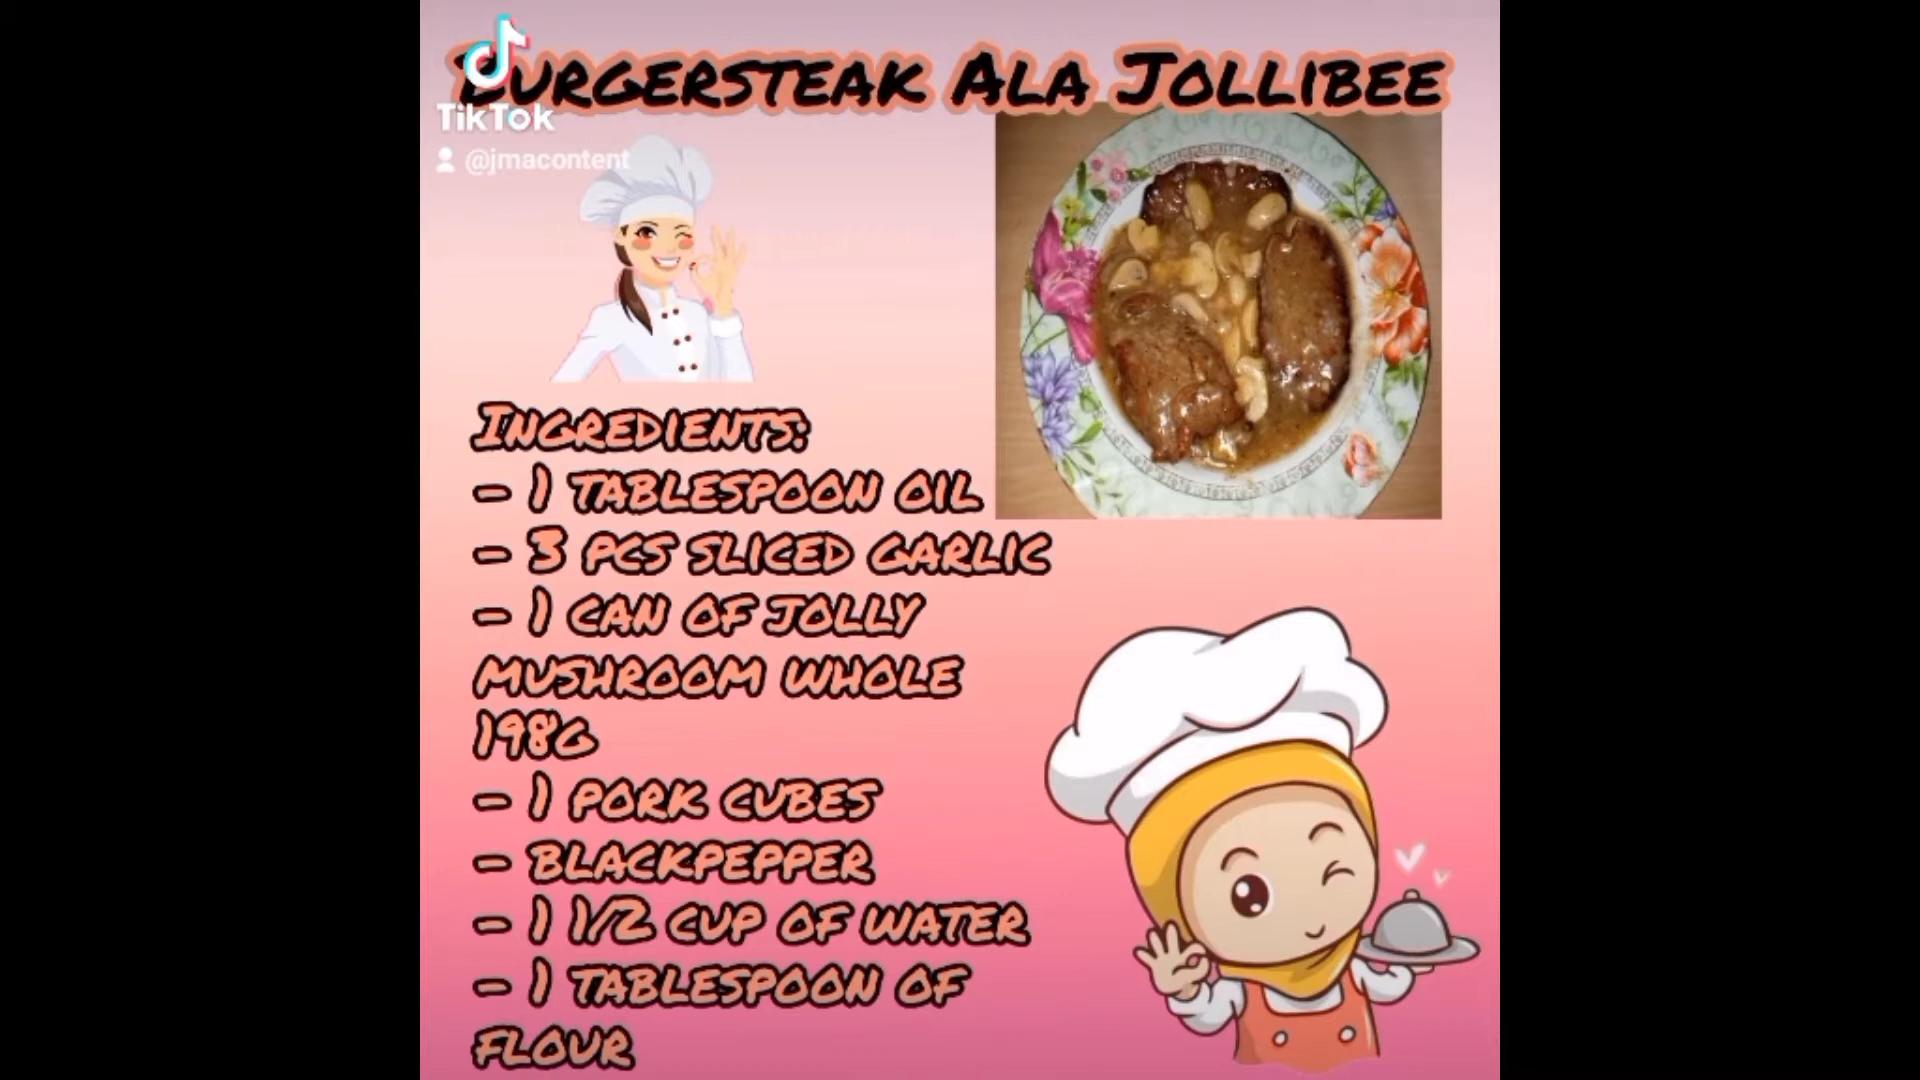 Burgersteak Ala Jollibee
TikTok
@jmacontent
Ingredients:
- 1 tablespoon oil
- 3 pcs sliced garlic
- 1 can of jolly
mushroom whole
198g
- 1 pork cubes
- blackpepper
- 1 1/2 cup of water
- 1 tablespoon of
flour